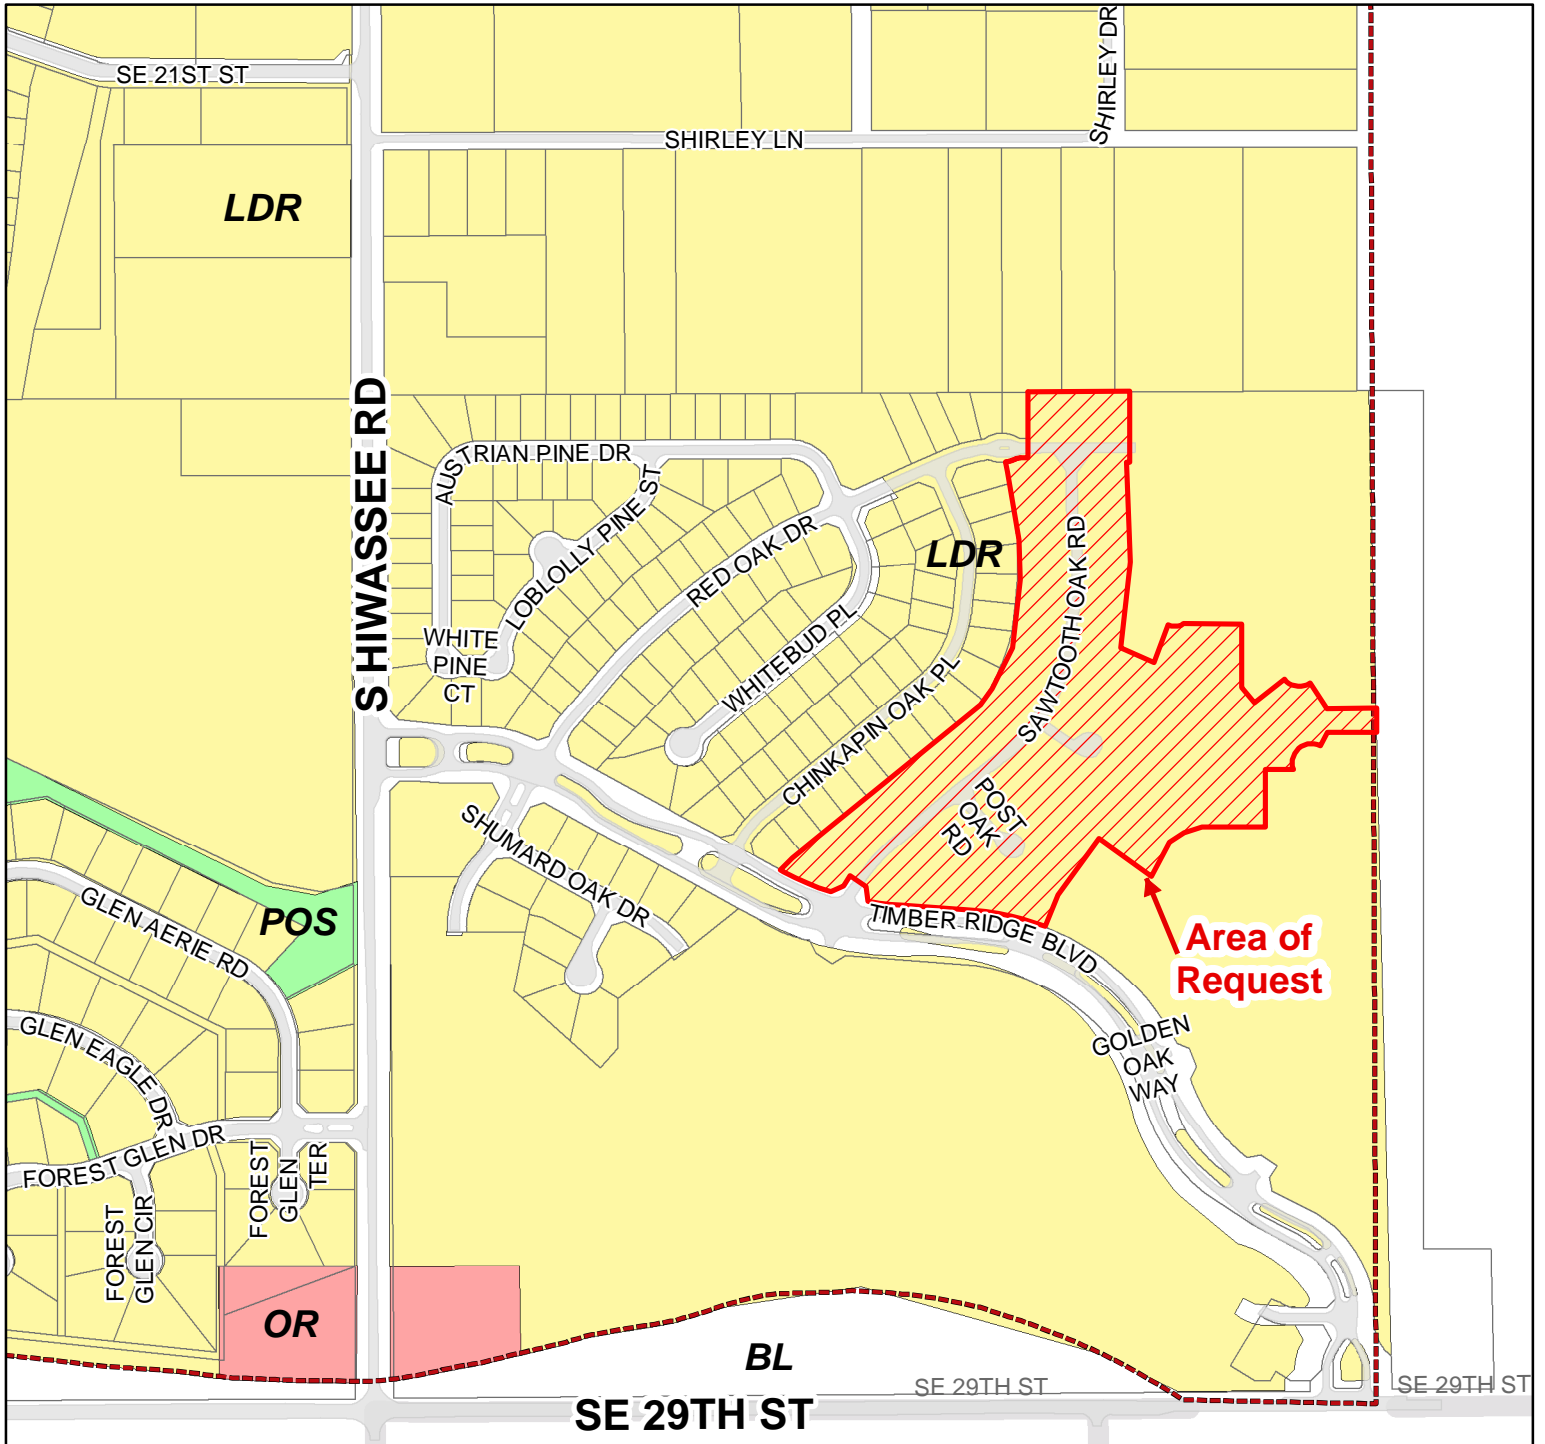 SHIRLEY DR
SE 21ST ST
SHIRLEY LN
LDR
S HIWASSEE RD
AUSTRIAN PINE DR
LOBLOLLY PINE ST
RED OAK DR
LDR
SAWTOOTH OAK RD
WHITE
PINE
CT
WHITEBUD PL
CHINKAPIN OAK PL
POST
OAK
RD
SHUMARD OAK DR
GLEN AERIE RD
POS
TIMBER RIDGE BLVD
Area of
Request
GLEN EAGLE DR
GOLDEN
OAK
WAY
FOREST GLEN DR
FOREST
GLEN
TER
FOREST
GLEN CIR
OR
BL
SE 29TH ST
SE 29TH ST
SE 29TH ST